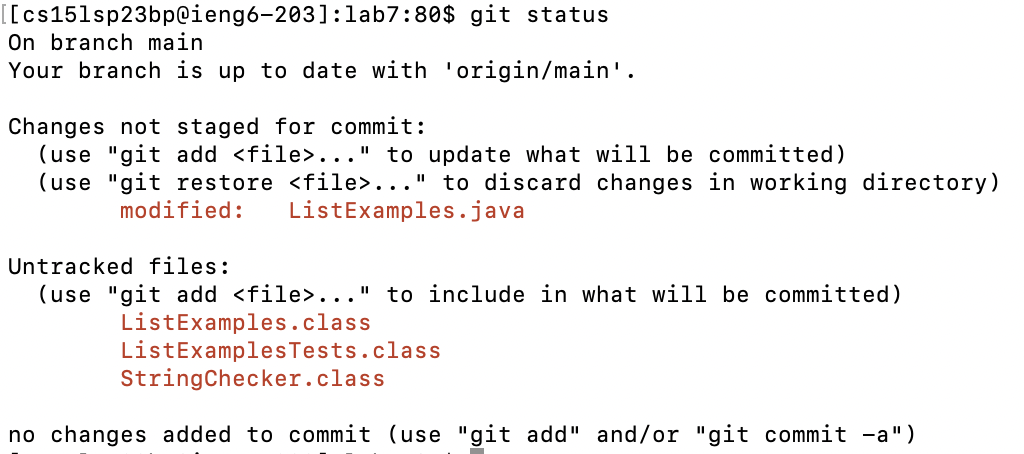 [[cs15lsp23bp@ieng6-203]:lab7:80$ git status
On branch main
Your branch is up to date with 'origin/main'.

Changes not staged for commit:
  (use "git add <file>..." to update what will be committed)
  (use "git restore <file>..." to discard changes in working directory)
        modified:   ListExamples.java

Untracked files:
  (use "git add <file>..." to include in what will be committed)
        ListExamples.class
        ListExamplesTests.class
        StringChecker.class

no changes added to commit (use "git add" and/or "git commit -a")